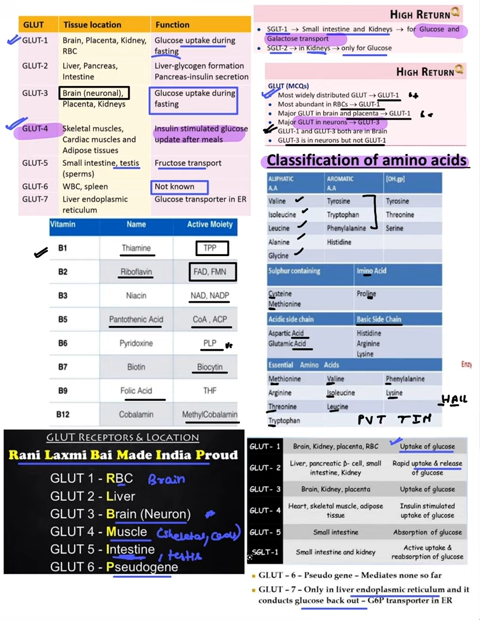 GLUT Tissue location Function
GLUT-1 Brain, Placenta, Kidney, RBC Glucose uptake during fasting
GLUT-2 Liver, Pancreas, Intestine Liver-glycogen formation Pancreas-insulin secretion
GLUT-3 Brain (neuronal), Placenta, Kidneys Glucose uptake during fasting
GLUT-4 Skeletal muscles, Cardiac muscles and Adipose tissues Insulin stimulated glucose update after meals
GLUT-5 Small intestine, testis (sperms) Fructose transport
GLUT-6 WBC, spleen Not known
GLUT-7 Liver endoplasmic reticulum Glucose transporter in ER
HIGH RETURN
• SGLT-1 → Small intestine and Kidneys → for Glucose and
Galactose transport
• SGLT-2 → in Kidneys → only for Glucose
HIGH RETURN
GLUT (MCQs)
• Most widely distributed GLUT → GLUT-1
• Most abundant in RBCs → GLUT-1
• Major GLUT in brain and placenta → GLUT-1
• Major GLUT in neurons → GLUT-3
• GLUT-1 and GLUT-3 both are in Brain
• GLUT-3 is in neurons but not GLUT-1
Classification of amino acids
ALIPHATIC A.A AROMATIC A.A [OH.gp]
Valine Tyrosine Tyrosine
Isoleucine Tryptophan Threonine
Leucine Phenylalanine Serine
Alanine Histidine
Glycine
Sulphur containing Imino Acid
Cysteine Proline
Methionine
Acidic side chain Basic Side Chain
Aspartic Acid Histidine
Glutamic Acid Arginine
Lysine
Essential Amino Acids
Methionine Valine Phenylalanine
Arginine Isoleucine Lysine
Threonine Leucine
Tryptophan
HALL
PVT TIM
Enzy
Vitamin Name Active Moiety
B1 Thiamine TPP
B2 Riboflavin FAD, FMN
B3 Niacin NAD, NADP
B5 Pantothenic Acid CoA, ACP
B6 Pyridoxine PLP
B7 Biotin Biocytin
B9 Folic Acid THF
B12 Cobalamin MethylCobalamin
GLUT RECEPTORS & LOCATION
Rani Laxmi Bai Made India Proud
GLUT 1 - RBC Brain
GLUT 2 - Liver
GLUT 3 - Brain (Neuron)
GLUT 4 - Muscle (skeletal, cardiac)
GLUT 5 - Intestine, testis
GLUT 6 - Pseudogene
GLUT- 1 Brain, Kidney, placenta, RBC Uptake of glucose
GLUT- 2 Liver, pancreatic β- cell, small intestine, Kidney Rapid uptake & release of glucose
GLUT- 3 Brain, Kidney, placenta Uptake of glucose
GLUT- 4 Heart, skeletal muscle, adipose tissue Insulin stimulated uptake of glucose
GLUT- 5 Small intestine Absorption of glucose
SGLT-1 Small intestine and kidney Active uptake & reabsorption of glucose
• GLUT – 6 – Pseudo gene – Mediates none so far
• GLUT – 7 – Only in liver endoplasmic reticulum and it
conducts glucose back out – G6P transporter in ER